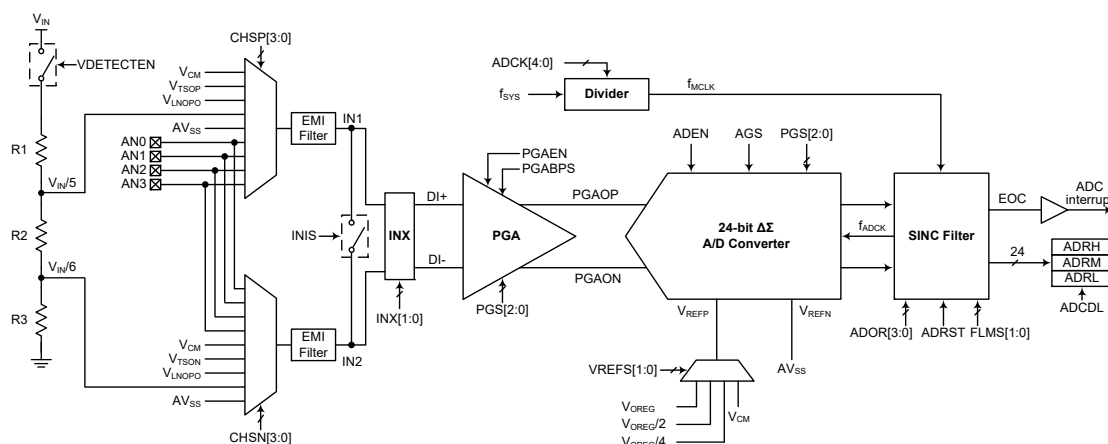 VIN
VDETECTEN
R1
VIN/5
R2
VIN/6
R3
CHSP[3:0]
VCM
VTSOP
VLNOPO
AVSS
AN0
AN1
AN2
AN3
EMI
Filter
IN1
INIS
VCM
VTSON
VLNOPO
AVSS
CHSN[3:0]
EMI
Filter
IN2
INX
INX[1:0]
DI+
DI-
PGAEN
PGABPS
PGA
PGS[2:0]
PGAOP
PGAON
ADCK[4:0]
fSYS
Divider
fMCLK
ADEN
AGS
PGS[2:0]
24-bit ΔΣ
A/D Converter
VREFP
VREFN
VREFS[1:0]
AVSS
VOREG
VOREG/2
VOREG/4
VCM
fADCK
SINC Filter
ADOR[3:0]
ADRST
FLMS[1:0]
EOC
ADC
interrupt
24
ADRH
ADRM
ADRL
ADCDL